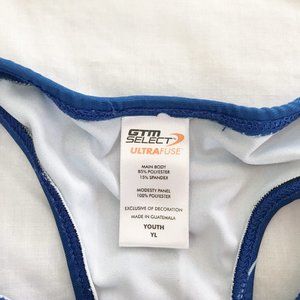 GTM
SELECT
ULTRAFUSE
MAIN BODY
85% POLYESTER
15% SPANDEX
MODESTY PANEL
100% POLYESTER
EXCLUSIVE OF DECORATION
MADE IN GUATEMALA
YOUTH
YL